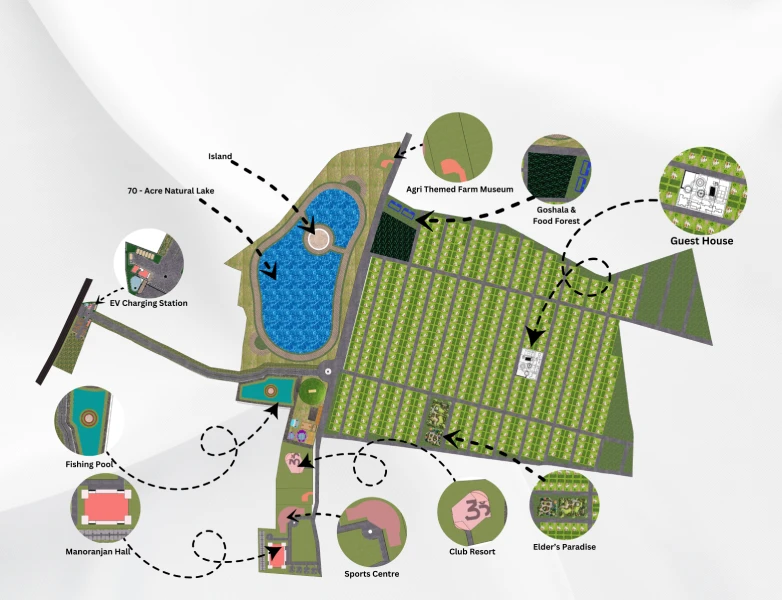 Island
70 - Acre Natural Lake
Agri Themed Farm Museum
Goshala &
Food Forest
Guest House
EV Charging Station
Fishing Pool
Manoranjan Hall
Sports Centre
Club Resort
Elder's Paradise